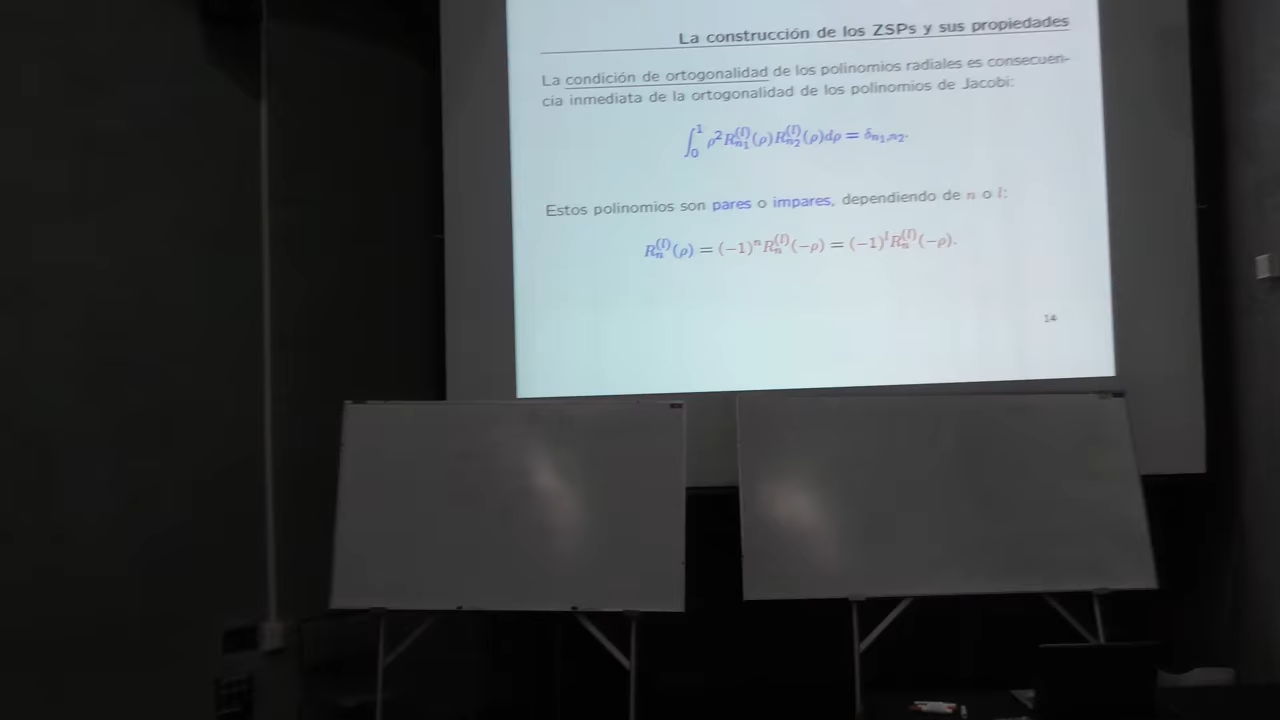 La construcción de los ZSPs y sus propiedades
La condición de ortogonalidad de los polinomios radiales es consecuen-
cia inmediata de la ortogonalidad de los polinomios de Jacobi:
∫₀¹ ρ² R_{n₁}^{(l)}(ρ) R_{n₂}^{(l)}(ρ) dρ = δ_{n₁,n₂}.
Estos polinomios son pares o impares, dependiendo de n o l:
R_n^{(l)}(ρ) = (−1)^n R_n^{(l)}(−ρ) = (−1)^l R_n^{(l)}(−ρ).
14